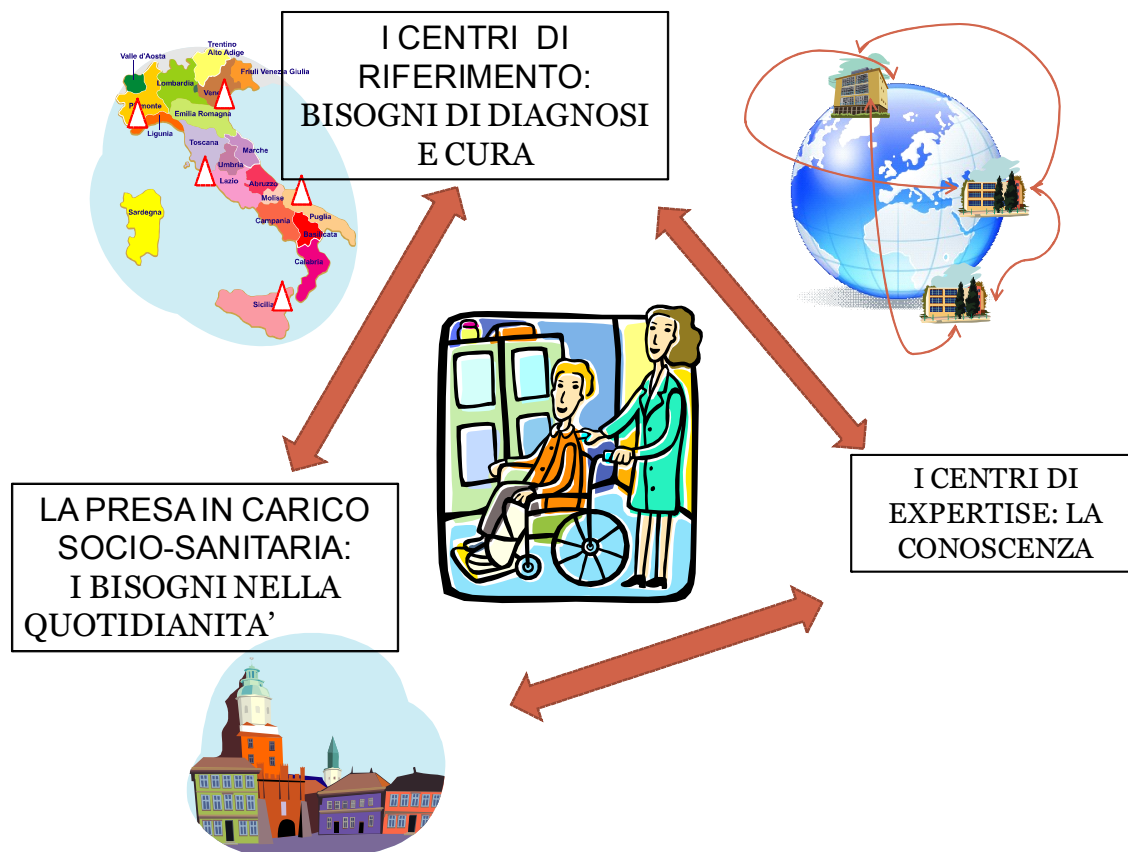 I CENTRI DI
RIFERIMENTO:
BISOGNI DI DIAGNOSI
E CURA
Trentino
Alto Adige
Valle d'Aosta
Friuli Venezia Giulia
Lombardia
Piemonte
Emilia Romagna
Ligunia
Toscana
Marche
Umbria
Lazio
Abruzzo
Molise
Sardegna
Campania
Puglia
Basilicata
Calabria
Sicilia
LA PRESA IN CARICO
SOCIO-SANITARIA:
I BISOGNI NELLA
QUOTIDIANITA’
I CENTRI DI
EXPERTISE: LA
CONOSCENZA